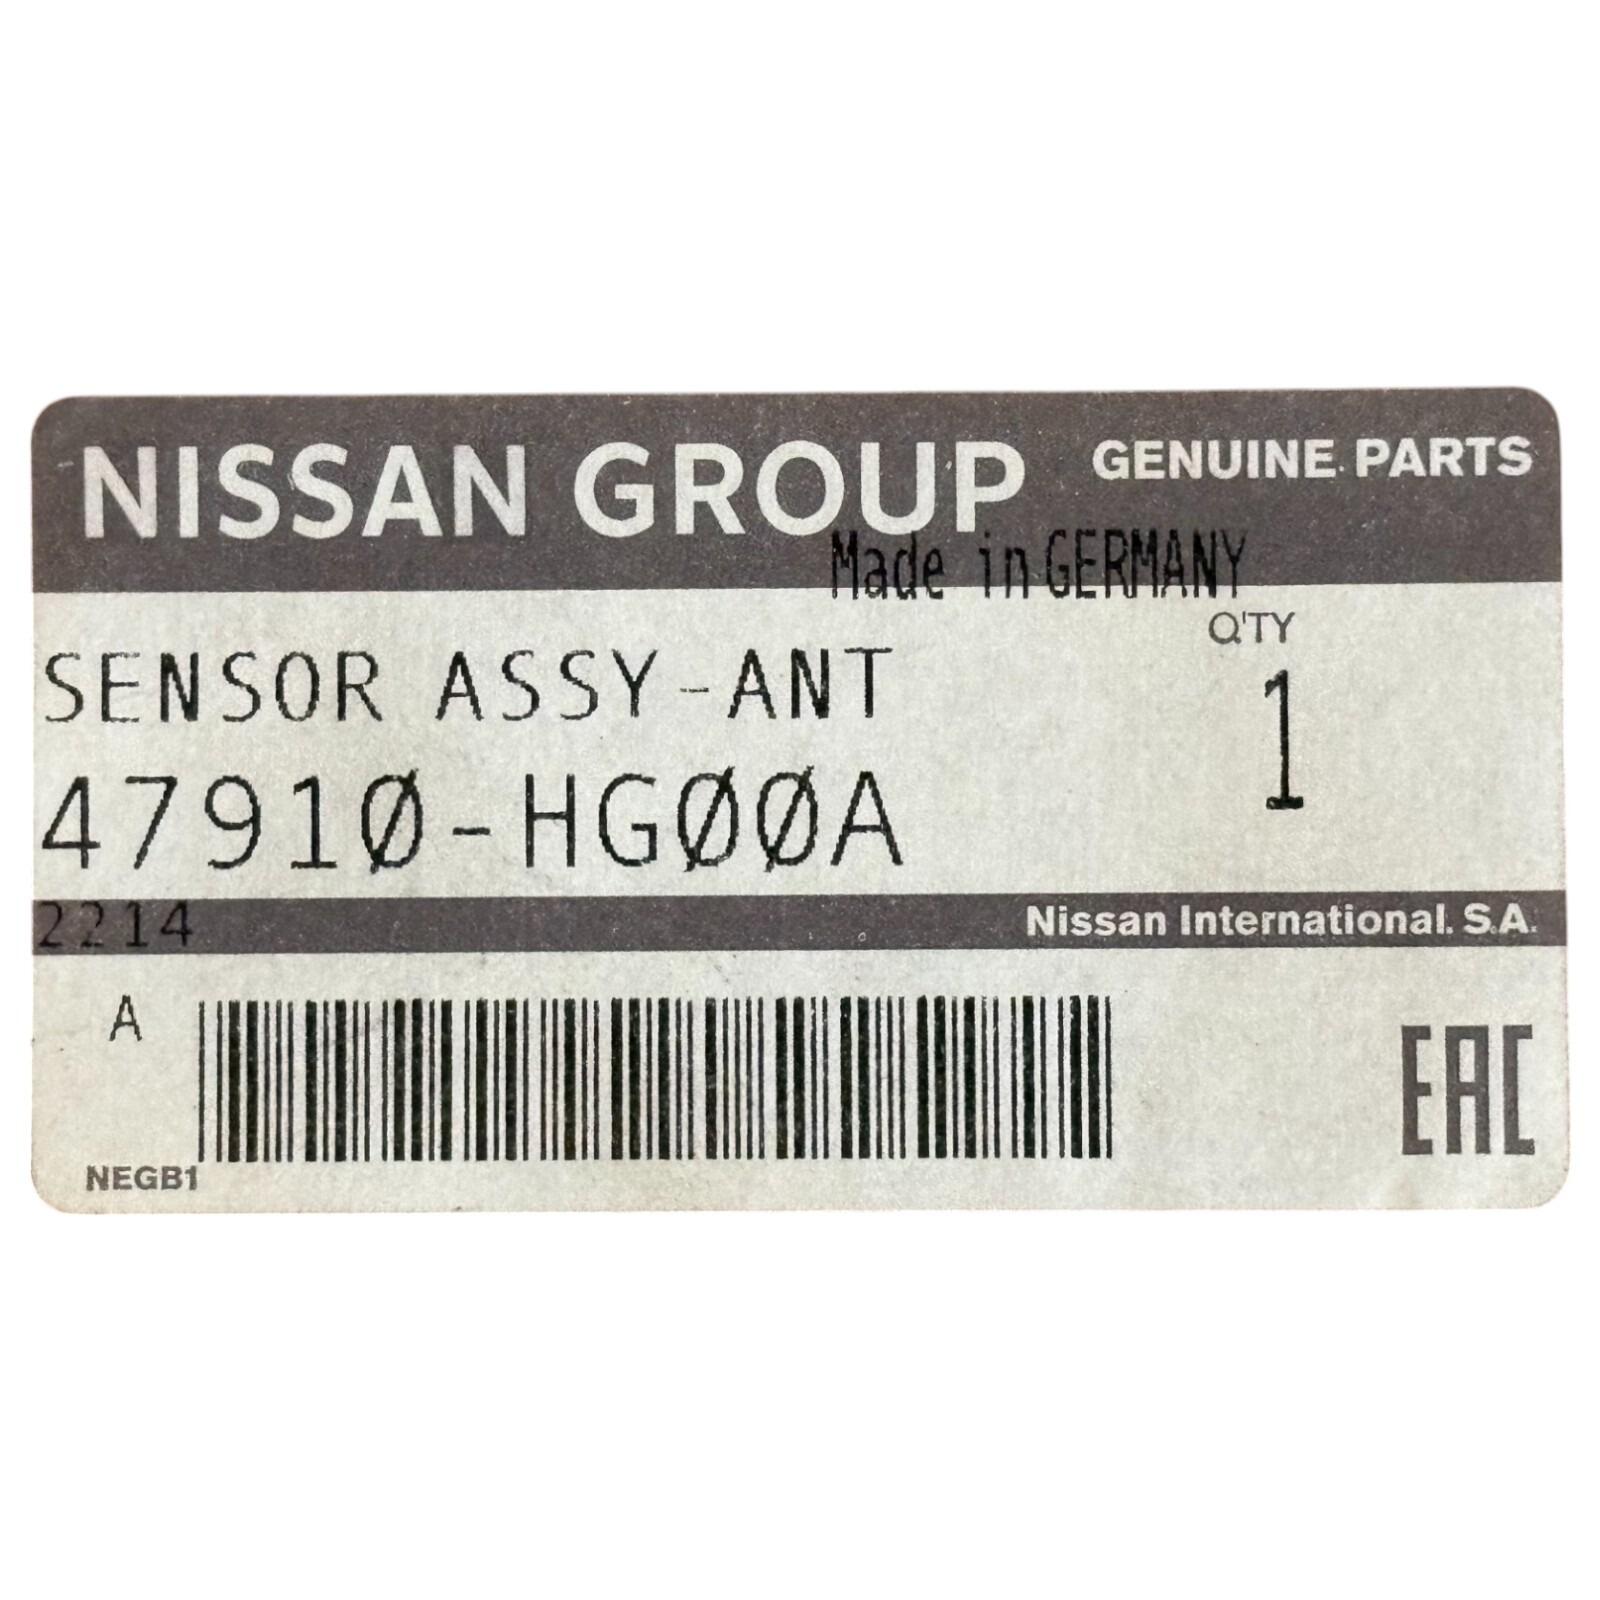 NISSAN GROUP GENUINE PARTS
Made in GERMANY
Q'TY
SENSOR ASSY-ANT
1
47910-HG00A
2214
Nissan International. S.A.
A
EAC
NEGB1